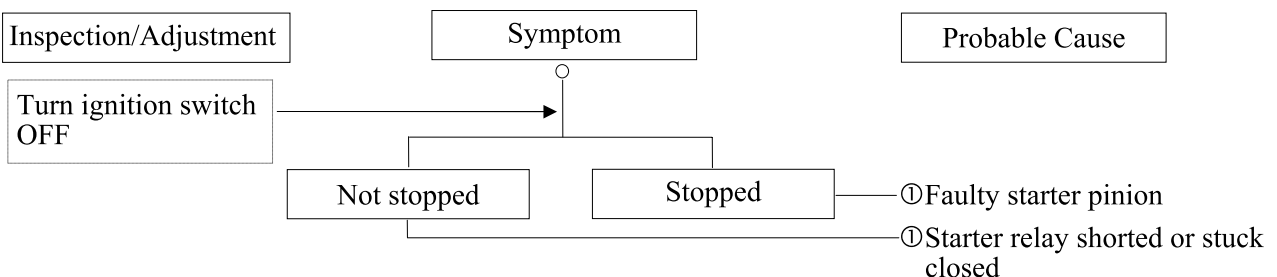 Inspection/Adjustment
Symptom
Probable Cause
Turn ignition switch
OFF
Not stopped
Stopped
①Faulty starter pinion
①Starter relay shorted or stuck
closed